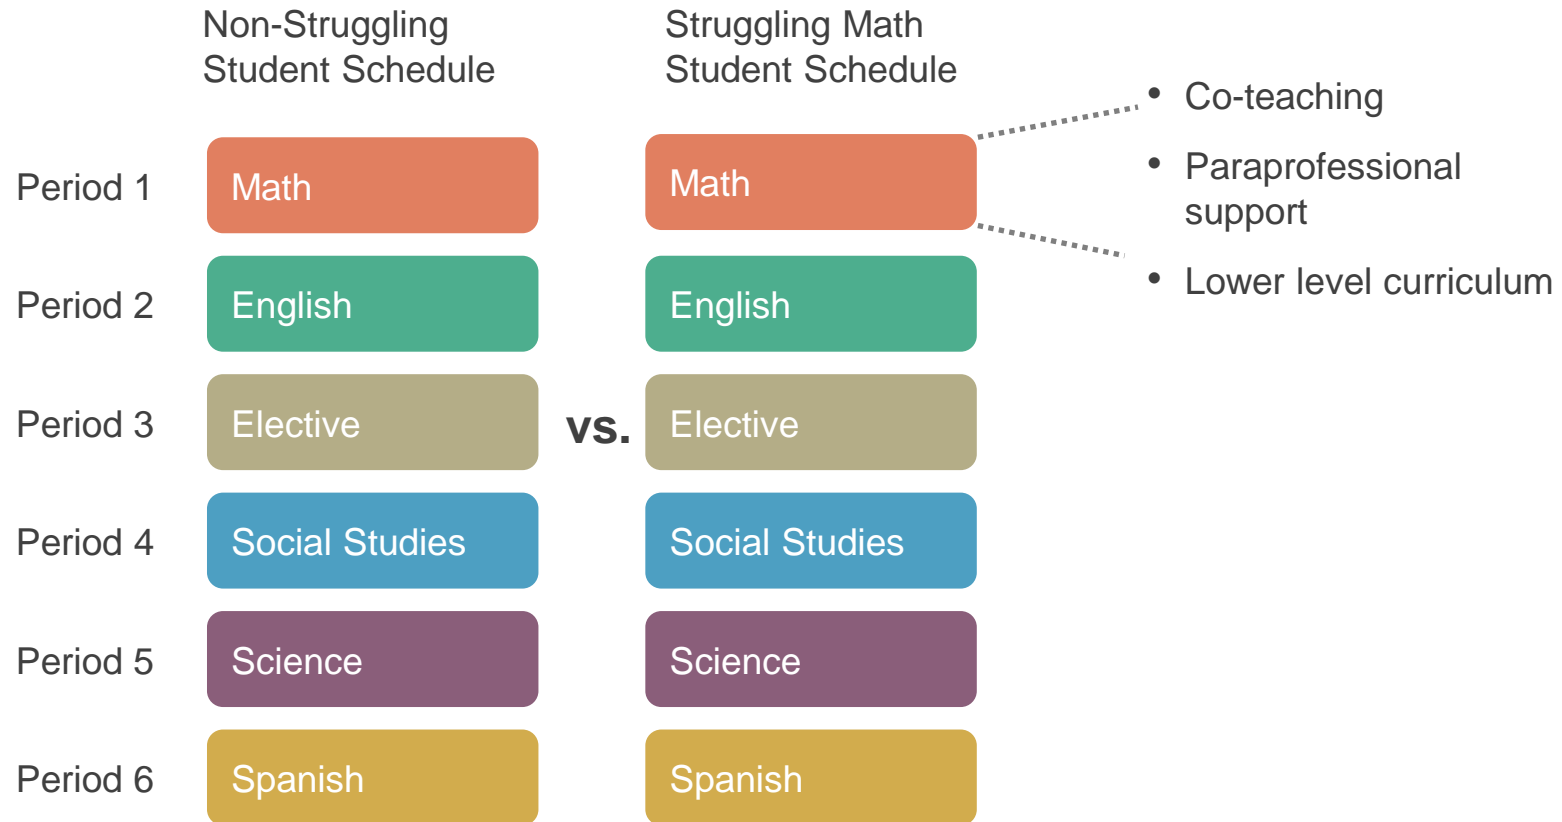 Non-Struggling
Student Schedule
Struggling Math
Student Schedule
• Co-teaching
• Paraprofessional
support
• Lower level curriculum
Period 1
Math
Math
Period 2
English
English
Period 3
Elective
vs.
Elective
Period 4
Social Studies
Social Studies
Period 5
Science
Science
Period 6
Spanish
Spanish